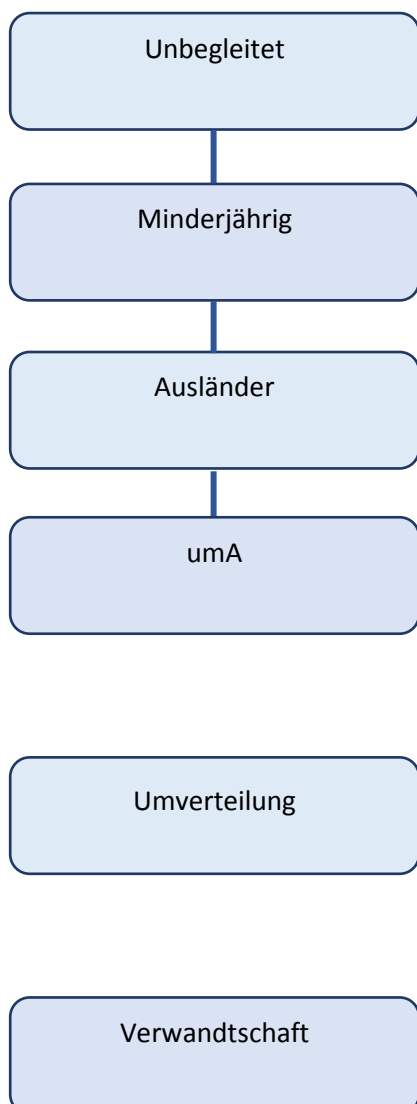 Unbegleitet
Minderjährig
Ausländer
umA
Umverteilung
Verwandtschaft